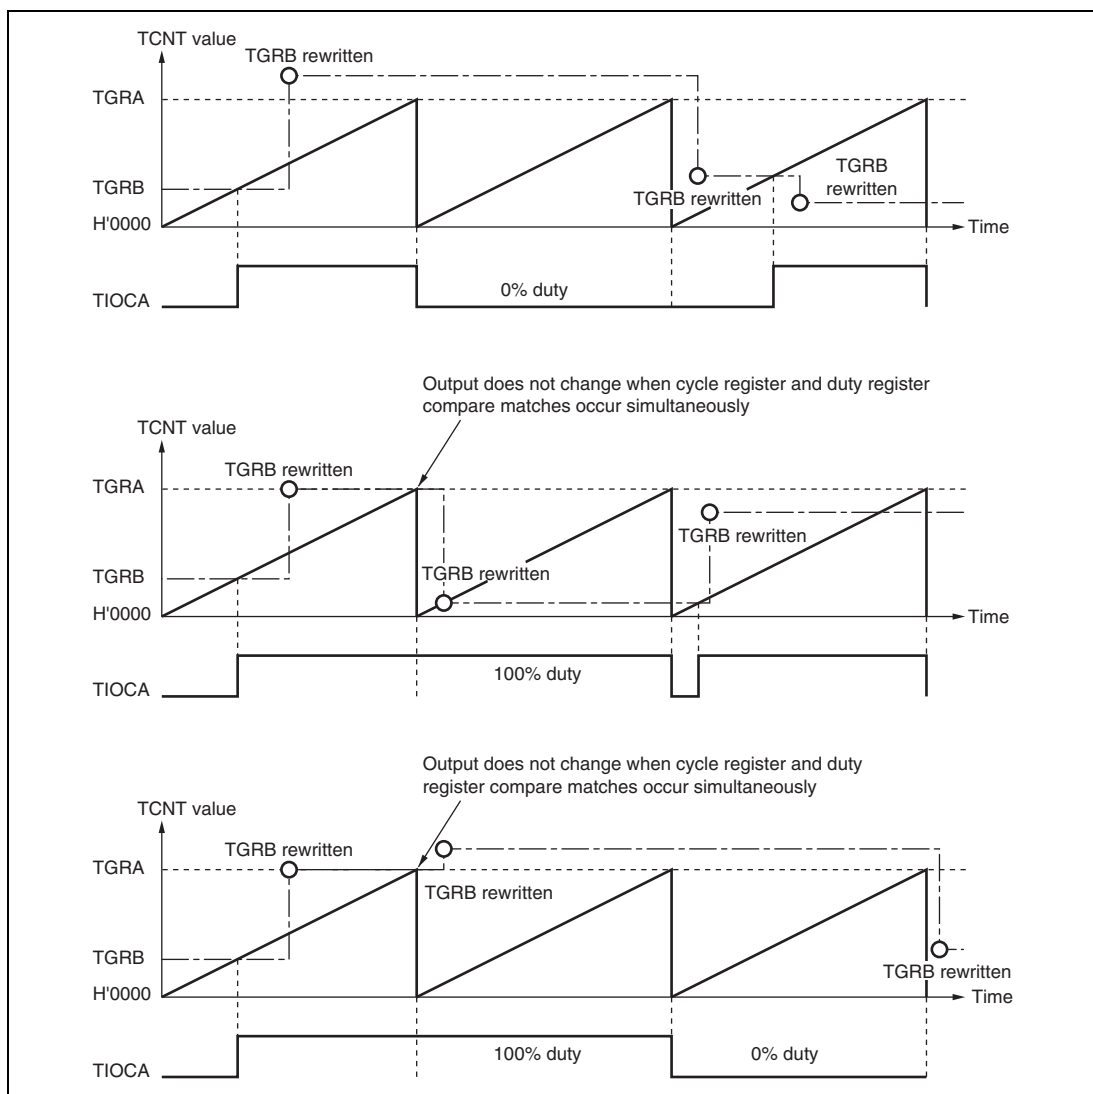 TCNT value
TGRB rewritten
TGRA
TGRB
rewritten
TGRB
TGRB rewritten
H'0000
Time
TIOCA
0% duty
Output does not change when cycle register and duty register
compare matches occur simultaneously
TCNT value
TGRB rewritten
TGRA
TGRB rewritten
TGRB
TGRB rewritten
H'0000
Time
TIOCA
100% duty
Output does not change when cycle register and duty
register compare matches occur simultaneously
TCNT value
TGRB rewritten
TGRA
TGRB rewritten
TGRB
TGRB rewritten
H'0000
Time
TIOCA
100% duty
0% duty